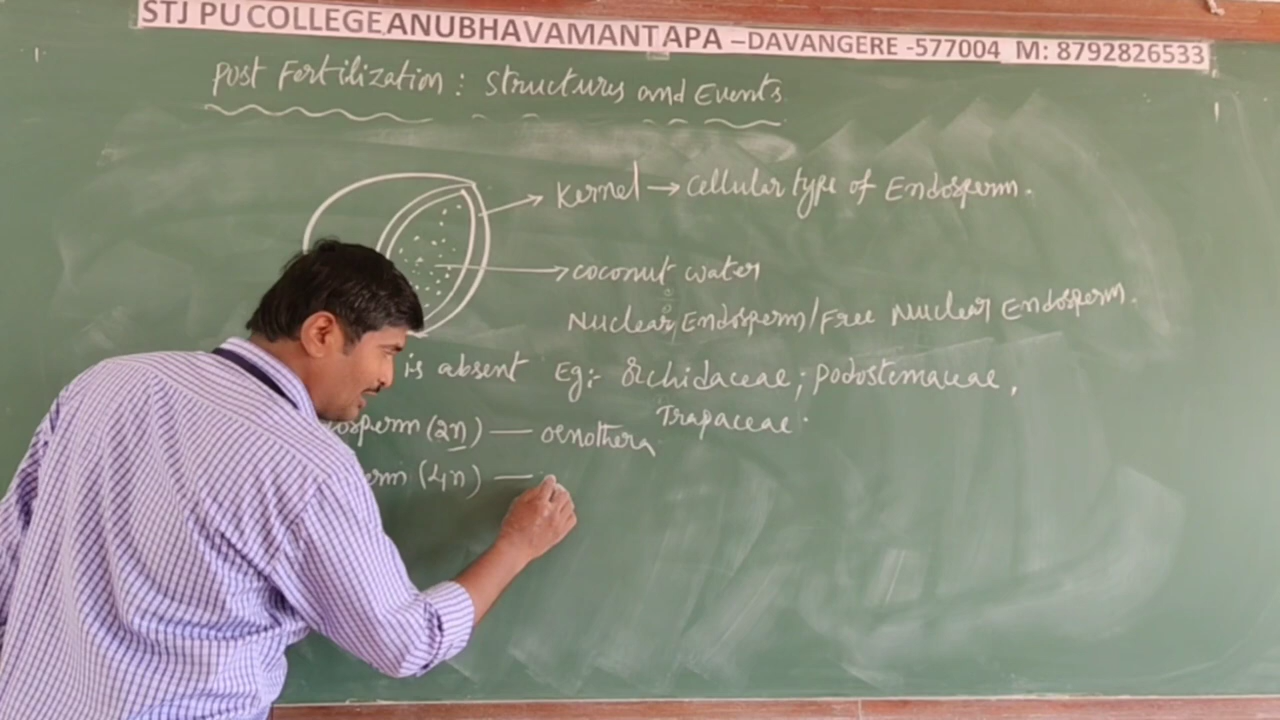 STJ PU COLLEGE ANUBHAVAMANTAPA –DAVANGERE -577004 M: 8792826533
Post Fertilization : Structures and Events
Kernel → Cellular type of Endosperm.
coconut water
Nuclear Endosperm / Free Nuclear Endosperm.
is absent Eg:- Orchidaceae; Podostemaceae,
Trapaceae.
osperm (2n) — Oenothera
erm (4n) —